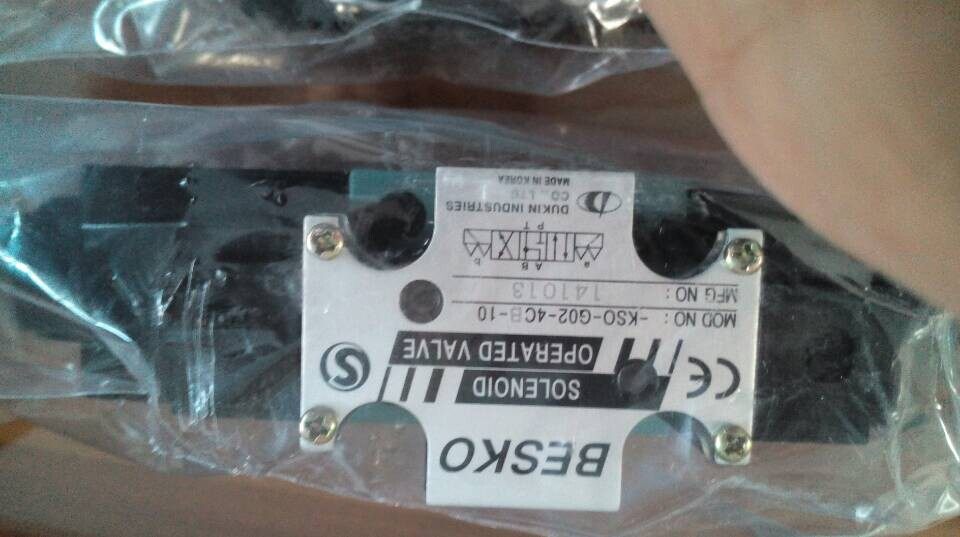 BESKO
SOLENOID
OPERATED VALVE
CE
S
MOD NO : -KSO-G02-4CB-10
MFG NO : 141013
a A B b
P T
D
DUKIN INDUSTRIES
CO., LTD
MADE IN KOREA